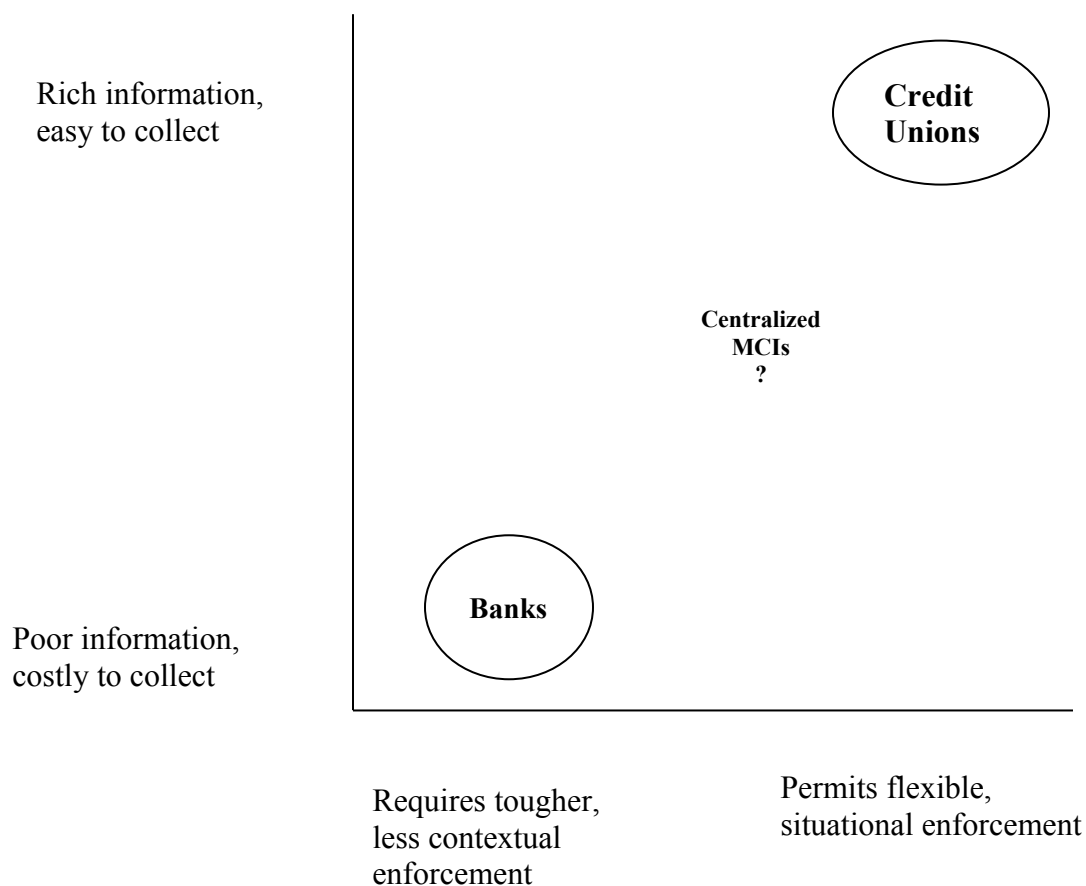 Rich information,
easy to collect
Credit
Unions
Centralized
MCIs
?
Banks
Poor information,
costly to collect
Requires tougher,
less contextual
enforcement
Permits flexible,
situational enforcement